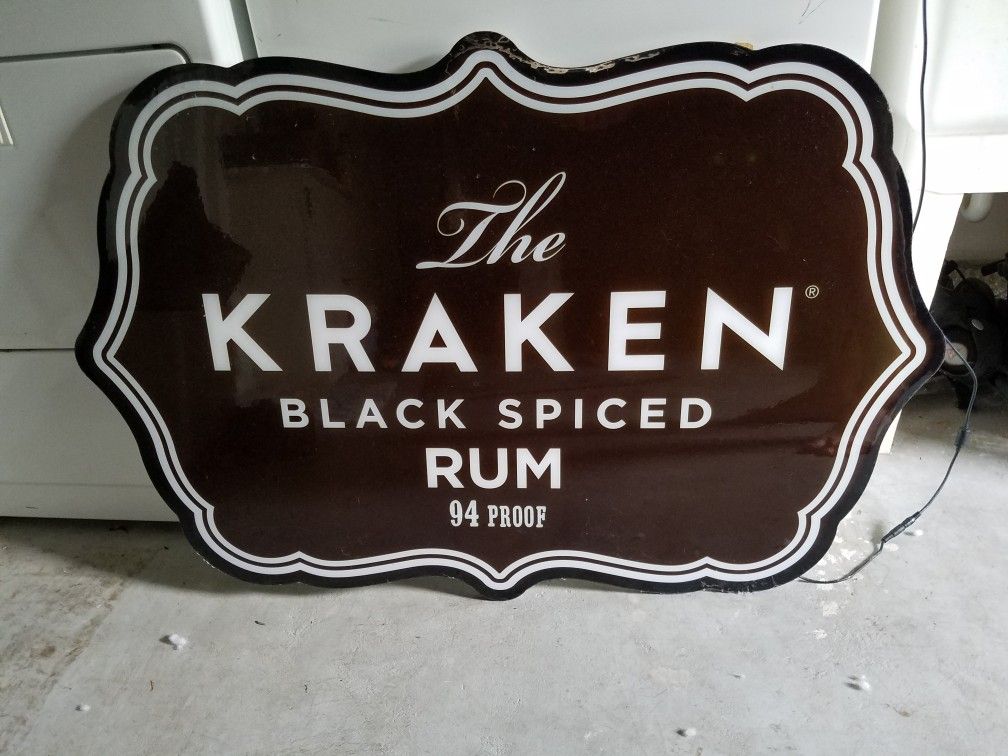 The
KRAKEN®
BLACK SPICED
RUM
94 PROOF